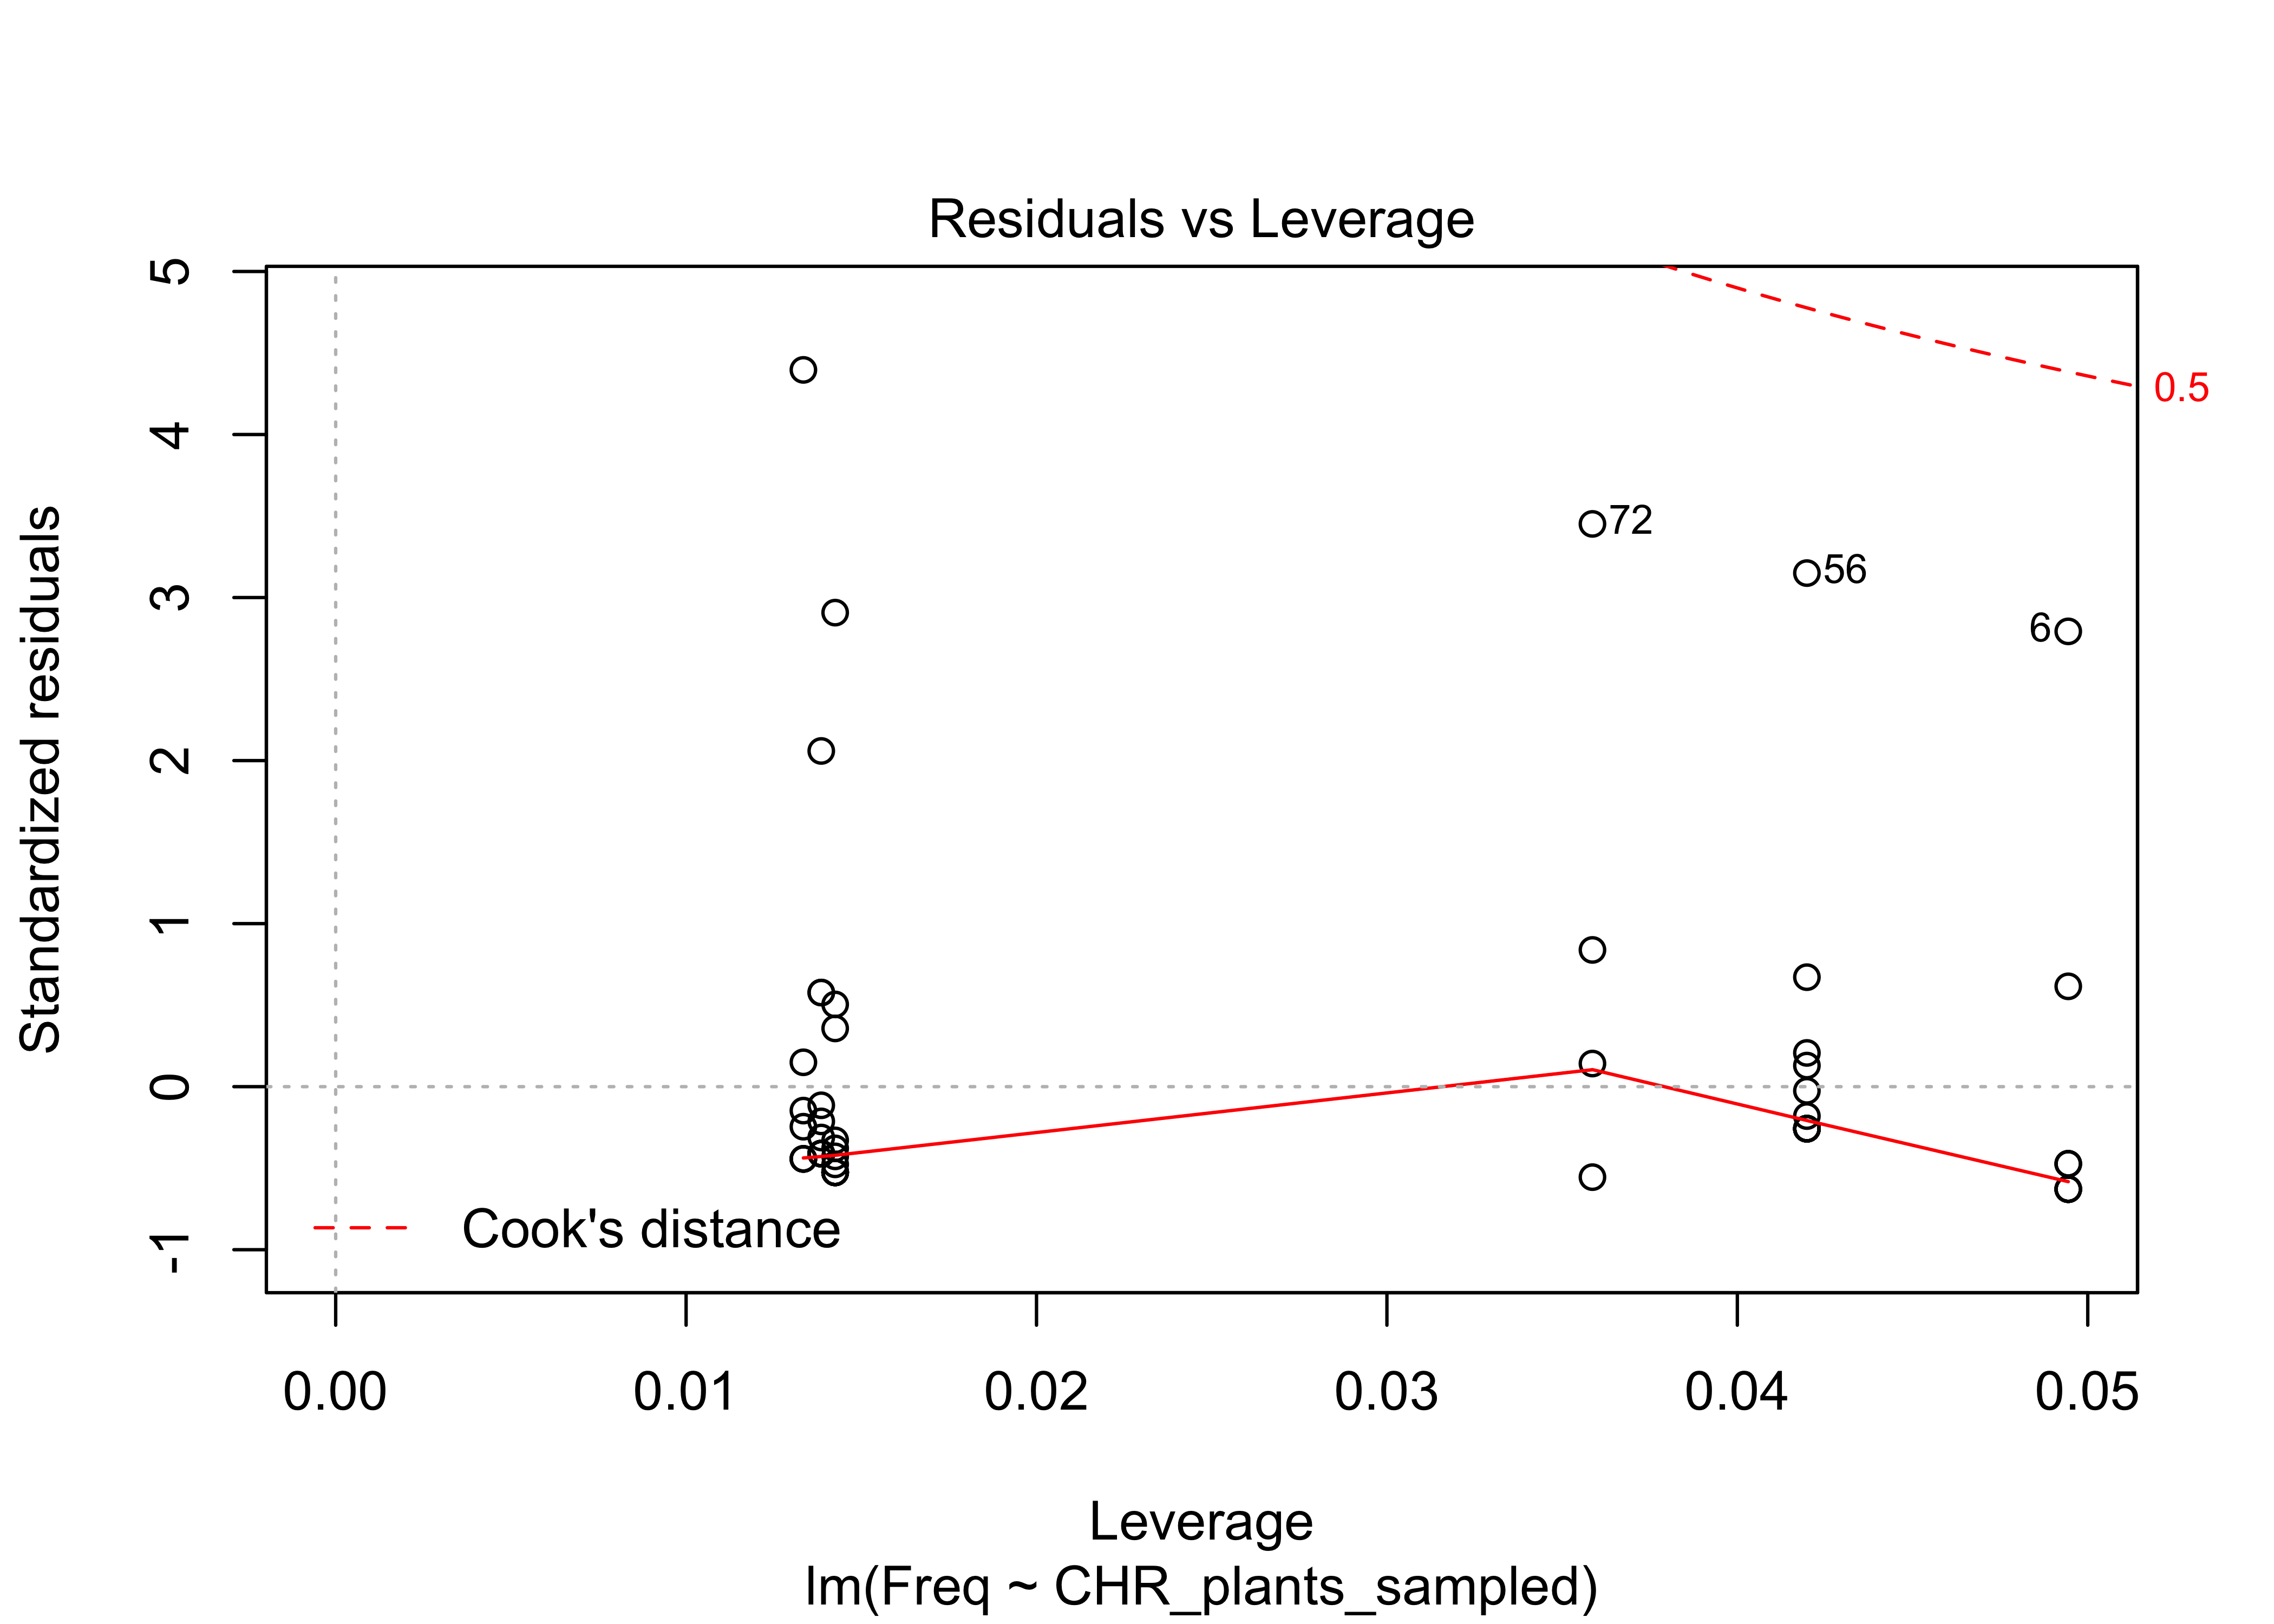 Residuals vs Leverage
Standardized residuals
5
4
3
2
1
0
-1
0.5
72
56
6
Cook's distance
0.00 0.01 0.02 0.03 0.04 0.05
Leverage
lm(Freq ~ CHR_plants_sampled)